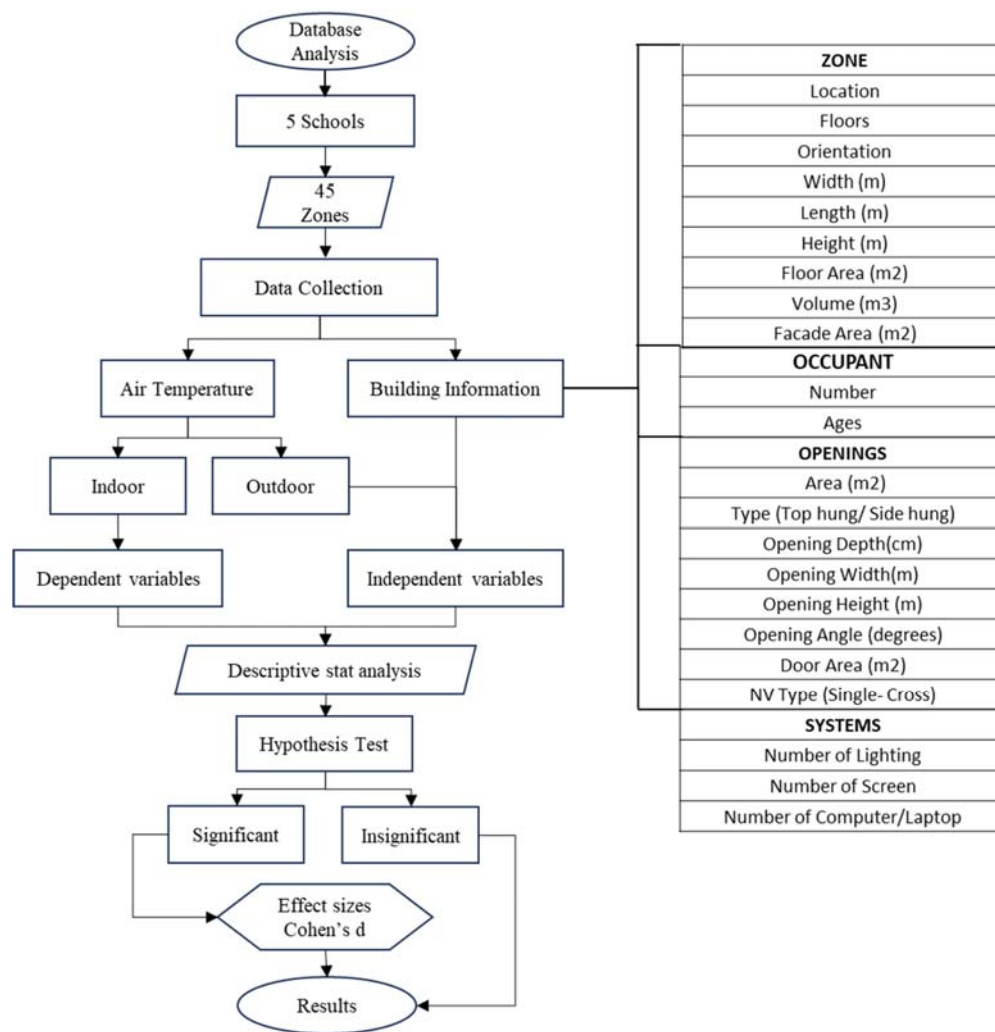 Database
Analysis
5 Schools
45
Zones
Data Collection
Air Temperature
Building Information
Indoor
Outdoor
Dependent variables
Independent variables
Descriptive stat analysis
Hypothesis Test
Significant
Insignificant
Effect sizes
Cohen's d
Results
ZONE
Location
Floors
Orientation
Width (m)
Length (m)
Height (m)
Floor Area (m2)
Volume (m3)
Facade Area (m2)
OCCUPANT
Number
Ages
OPENINGS
Area (m2)
Type (Top hung/ Side hung)
Opening Depth(cm)
Opening Width(m)
Opening Height (m)
Opening Angle (degrees)
Door Area (m2)
NV Type (Single- Cross)
SYSTEMS
Number of Lighting
Number of Screen
Number of Computer/Laptop